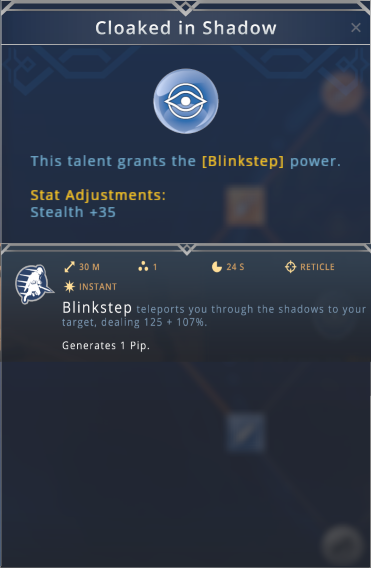 Cloaked in Shadow
This talent grants the [Blinkstep] power.
Stat Adjustments:
Stealth +35
30 M 1 24 S RETICLE
INSTANT
Blinkstep teleports you through the shadows to your
target, dealing 125 + 107%.
Generates 1 Pip.